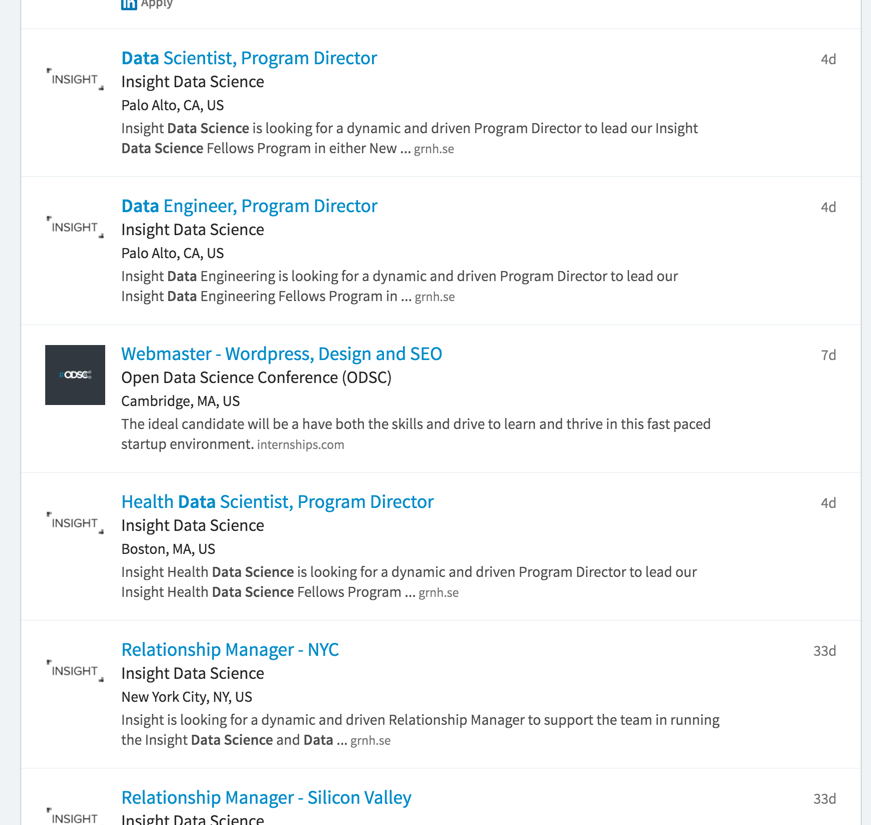 in Apply
INSIGHT
Data Scientist, Program Director 4d
Insight Data Science
Palo Alto, CA, US
Insight Data Science is looking for a dynamic and driven Program Director to lead our Insight
Data Science Fellows Program in either New ... grnh.se
INSIGHT
Data Engineer, Program Director 4d
Insight Data Science
Palo Alto, CA, US
Insight Data Engineering is looking for a dynamic and driven Program Director to lead our
Insight Data Engineering Fellows Program in ... grnh.se
ODSC
Webmaster - Wordpress, Design and SEO 7d
Open Data Science Conference (ODSC)
Cambridge, MA, US
The ideal candidate will be a have both the skills and drive to learn and thrive in this fast paced
startup environment. internships.com
INSIGHT
Health Data Scientist, Program Director 4d
Insight Data Science
Boston, MA, US
Insight Health Data Science is looking for a dynamic and driven Program Director to lead our
Insight Health Data Science Fellows Program ... grnh.se
INSIGHT
Relationship Manager - NYC 33d
Insight Data Science
New York City, NY, US
Insight is looking for a dynamic and driven Relationship Manager to support the team in running
the Insight Data Science and Data ... grnh.se
INSIGHT
Relationship Manager - Silicon Valley 33d
Insight Data Science